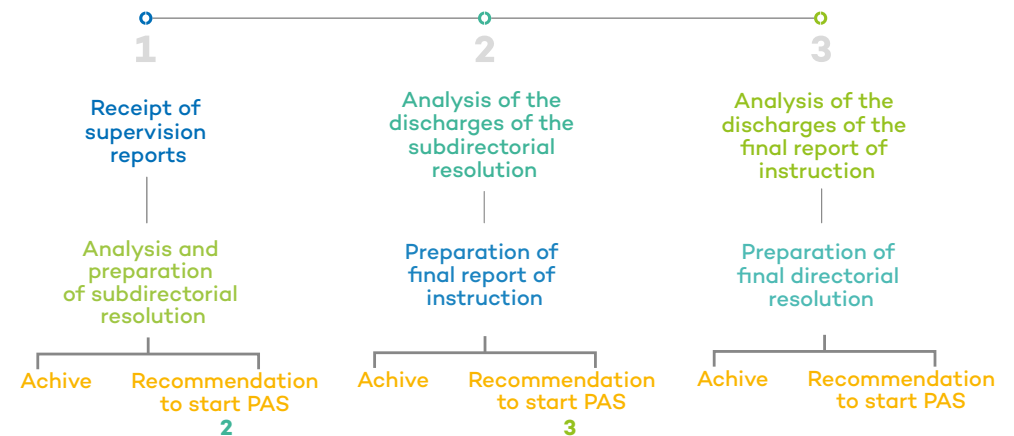 1
Receipt of
supervision
reports
Analysis and
preparation
of subdirectorial
resolution
Achive
Recommendation
to start PAS
2
2
Analysis of the
discharges of the
subdirectorial
resolution
Preparation of
final report of
instruction
Achive
Recommendation
to start PAS
3
3
Analysis of the
discharges of the
final report of
instruction
Preparation of
final directorial
resolution
Achive
Recommendation
to start PAS